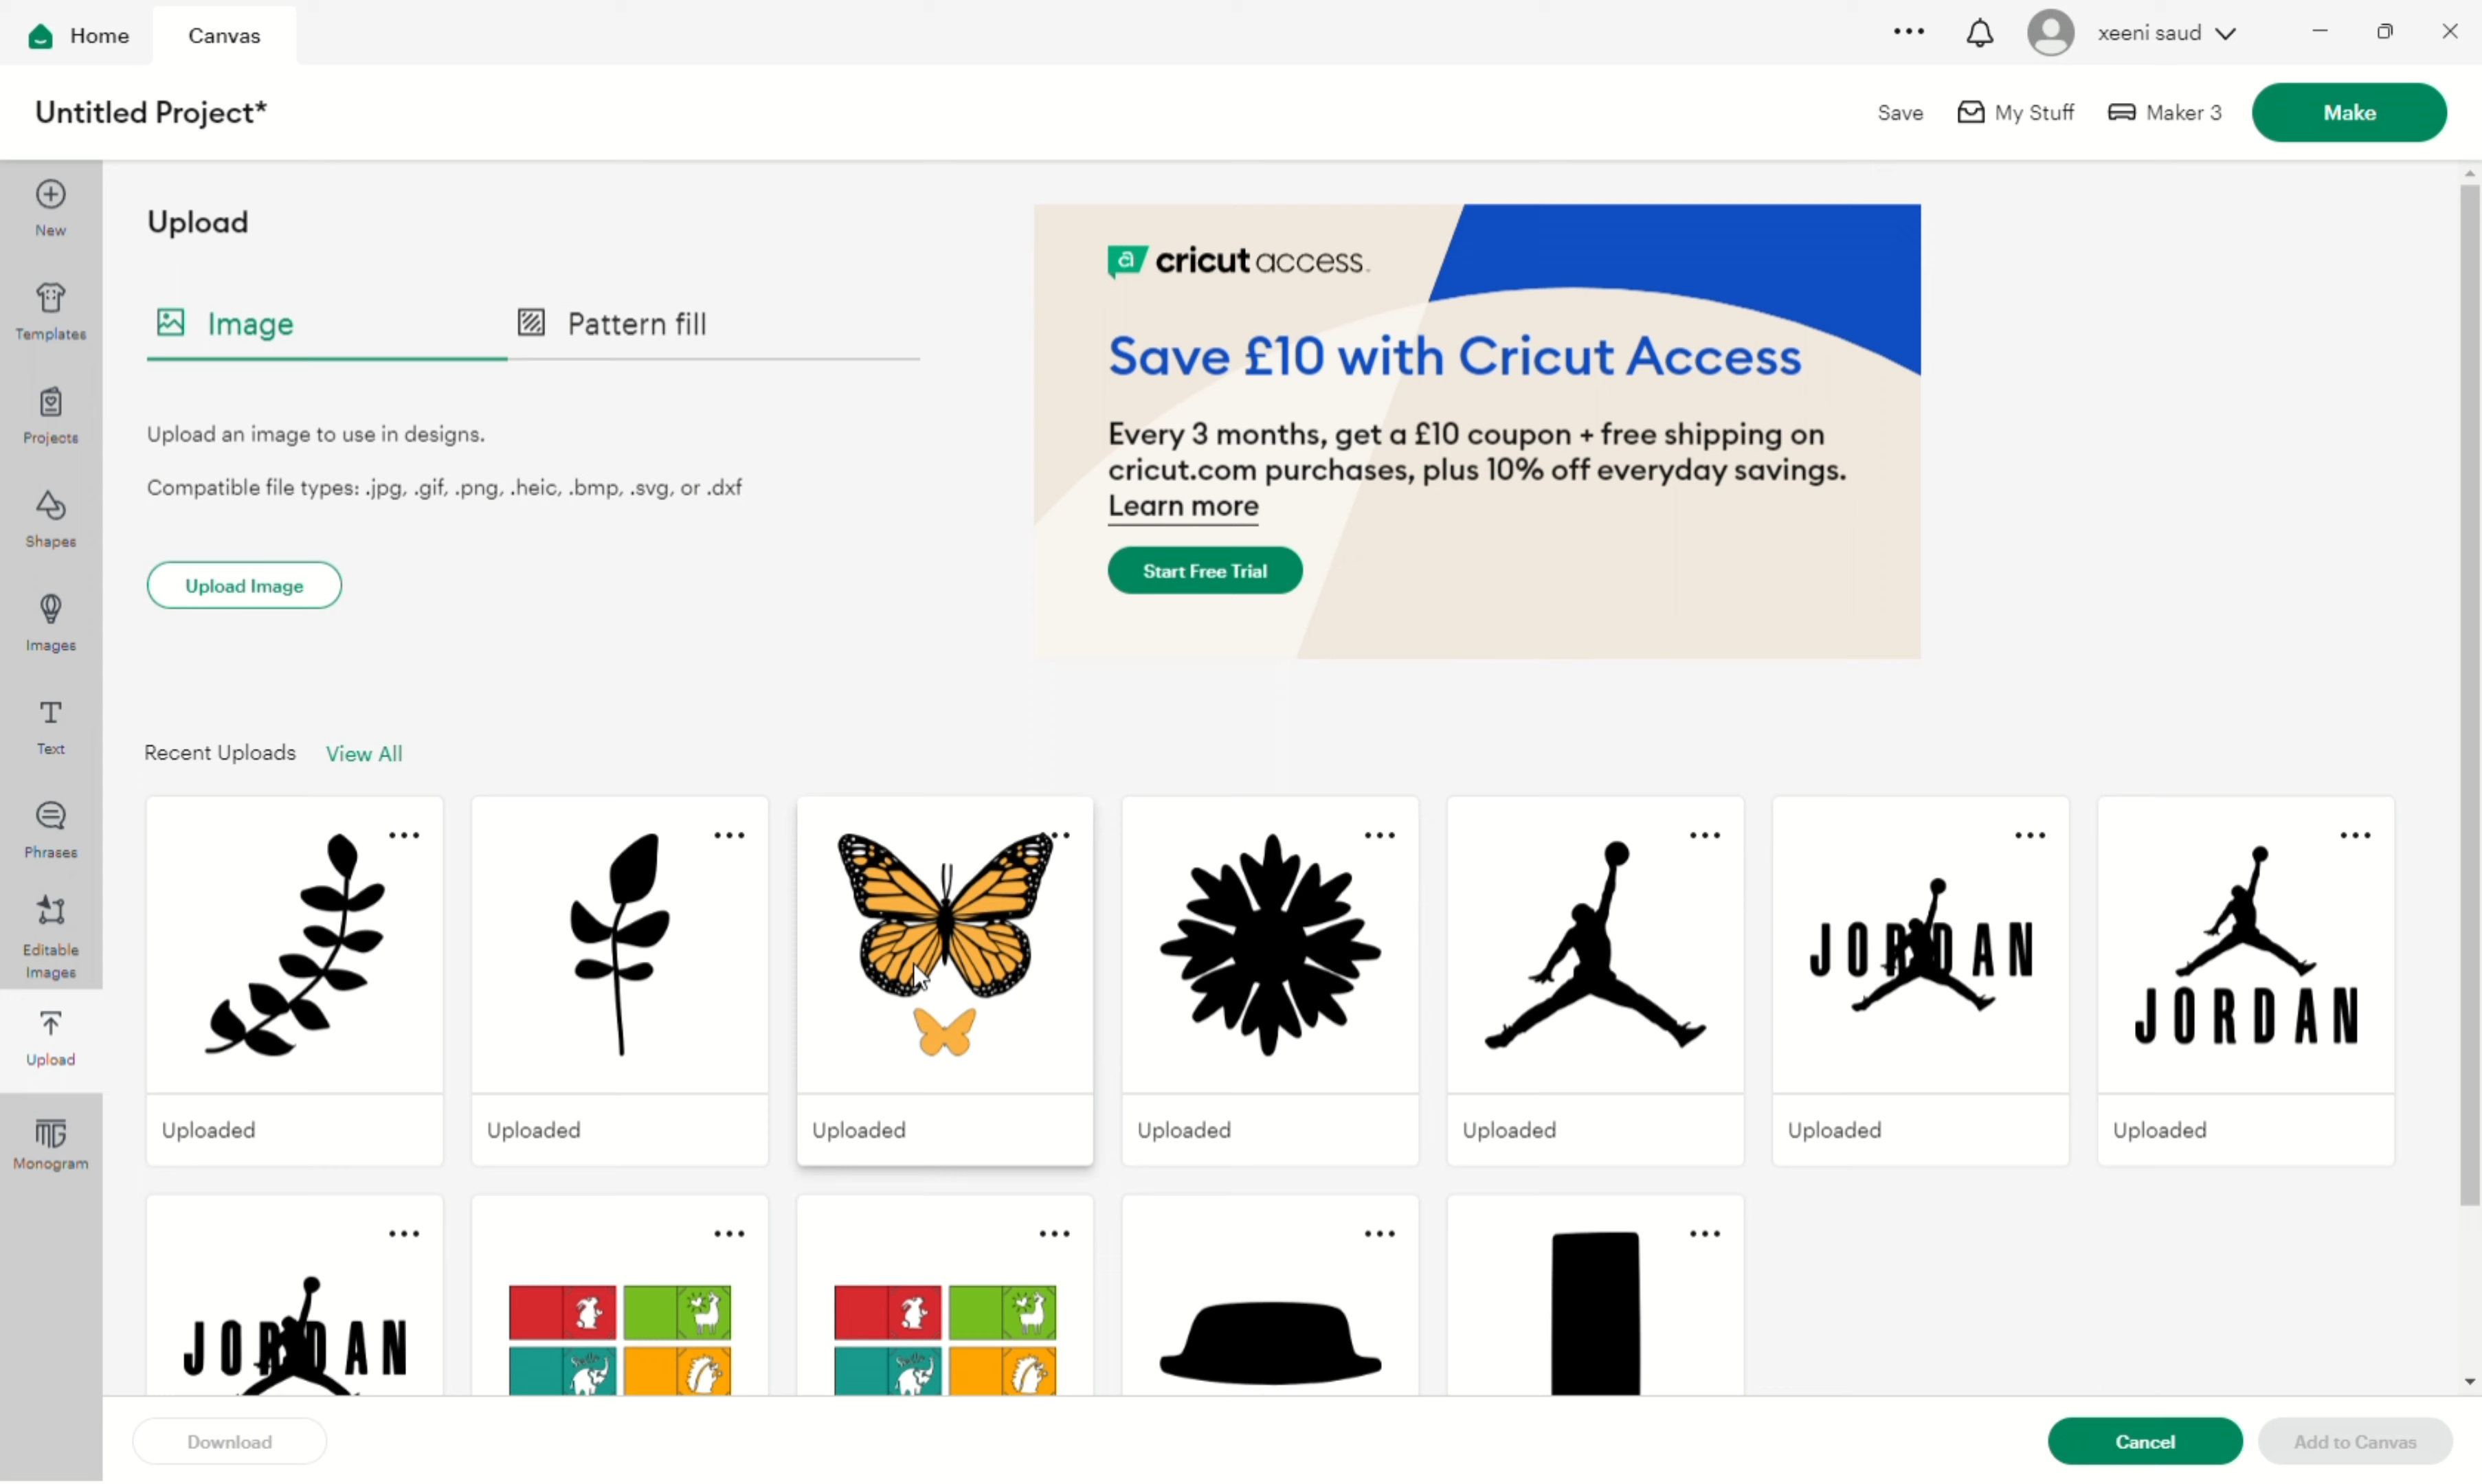 Home
Canvas
xeeni saud
Untitled Project*
Save
My Stuff
Maker 3
Make
New
Templates
Projects
Shapes
Images
Text
Phrases
Editable
Images
Upload
Monogram
Upload
Image
Pattern fill
Upload an image to use in designs.
Compatible file types: .jpg, .gif, .png, .heic, .bmp, .svg, or .dxf
Upload Image
a cricut access
Save £10 with Cricut Access
Every 3 months, get a £10 coupon + free shipping on
cricut.com purchases, plus 10% off everyday savings.
Learn more
Start Free Trial
Recent Uploads
View All
JORDAN
JORDAN
Uploaded
Uploaded
Uploaded
Uploaded
Uploaded
Uploaded
Uploaded
JORDAN
Download
Cancel
Add to Canvas